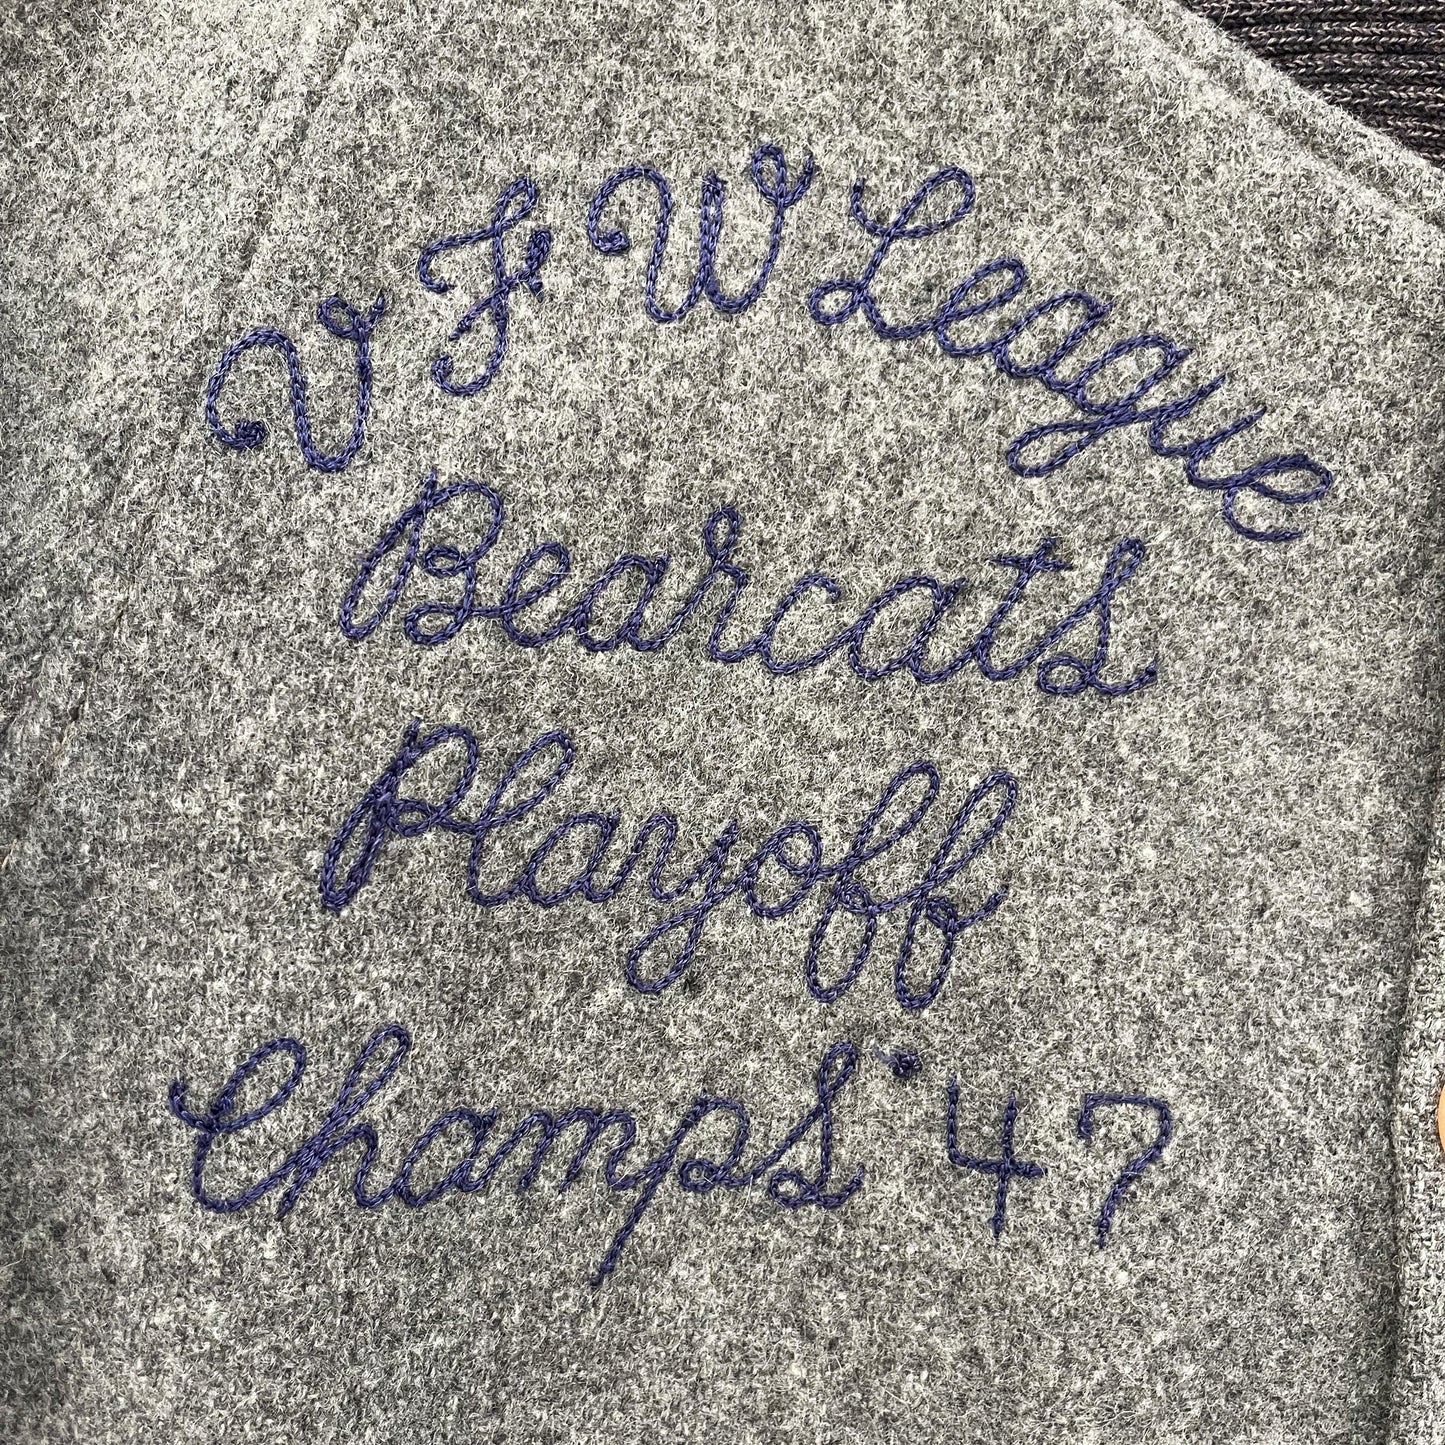 V F W League
Bearcats
Playoff
Champs '47